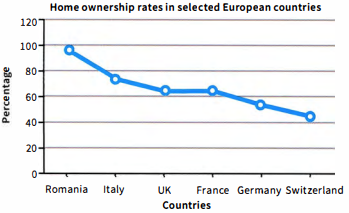 Home ownership rates in selected European countries
120
100
80
60
40
20
0
Percentage
Romania Italy UK France Germany Switzerland
Countries